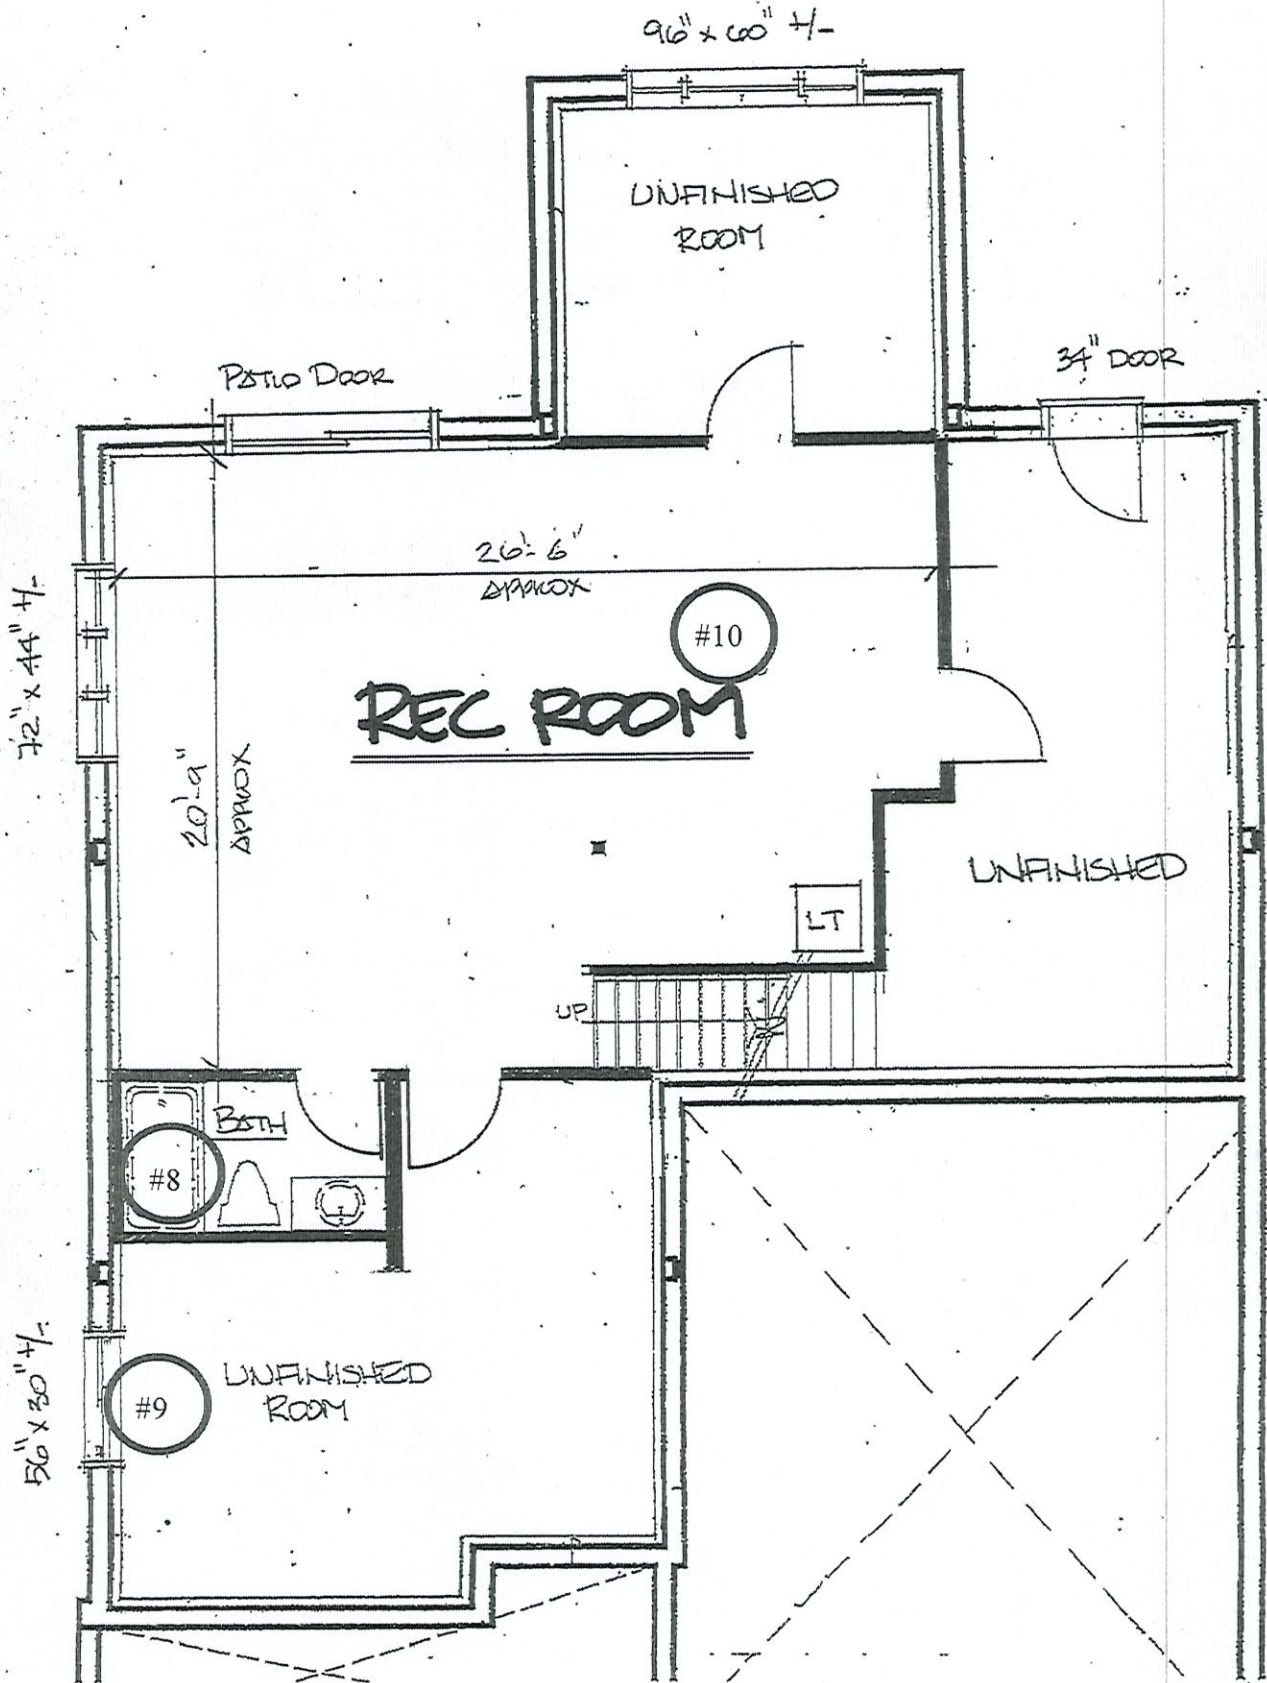 96" x 60" +/-
UNFINISHED
ROOM
34" DOOR
PATIO DOOR
26'-6"
APPROX
#10
72" x 44" +/-
REC ROOM
20'-9"
APPROX
UNFINISHED
LT
UP
BATH
#8
56" x 30" +/-
UNFINISHED
ROOM
#9